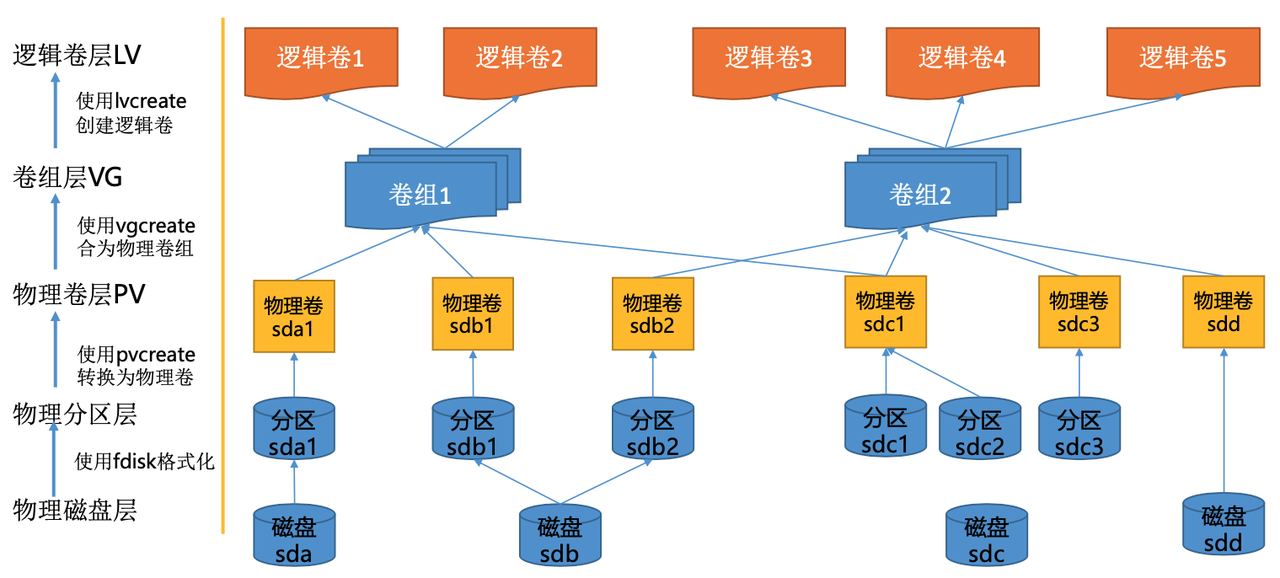 逻辑卷层LV
使用lvcreate
创建逻辑卷
卷组层VG
使用vgcreate
合为物理卷组
物理卷层PV
使用pvcreate
转换为物理卷
物理分区层
使用fdisk格式化
物理磁盘层
逻辑卷1
逻辑卷2
逻辑卷3
逻辑卷4
逻辑卷5
卷组1
卷组2
物理卷
sda1
物理卷
sdb1
物理卷
sdb2
物理卷
sdc1
物理卷
sdc3
物理卷
sdd
分区
sda1
分区
sdb1
分区
sdb2
分区
sdc1
分区
sdc2
分区
sdc3
磁盘
sda
磁盘
sdb
磁盘
sdc
磁盘
sdd